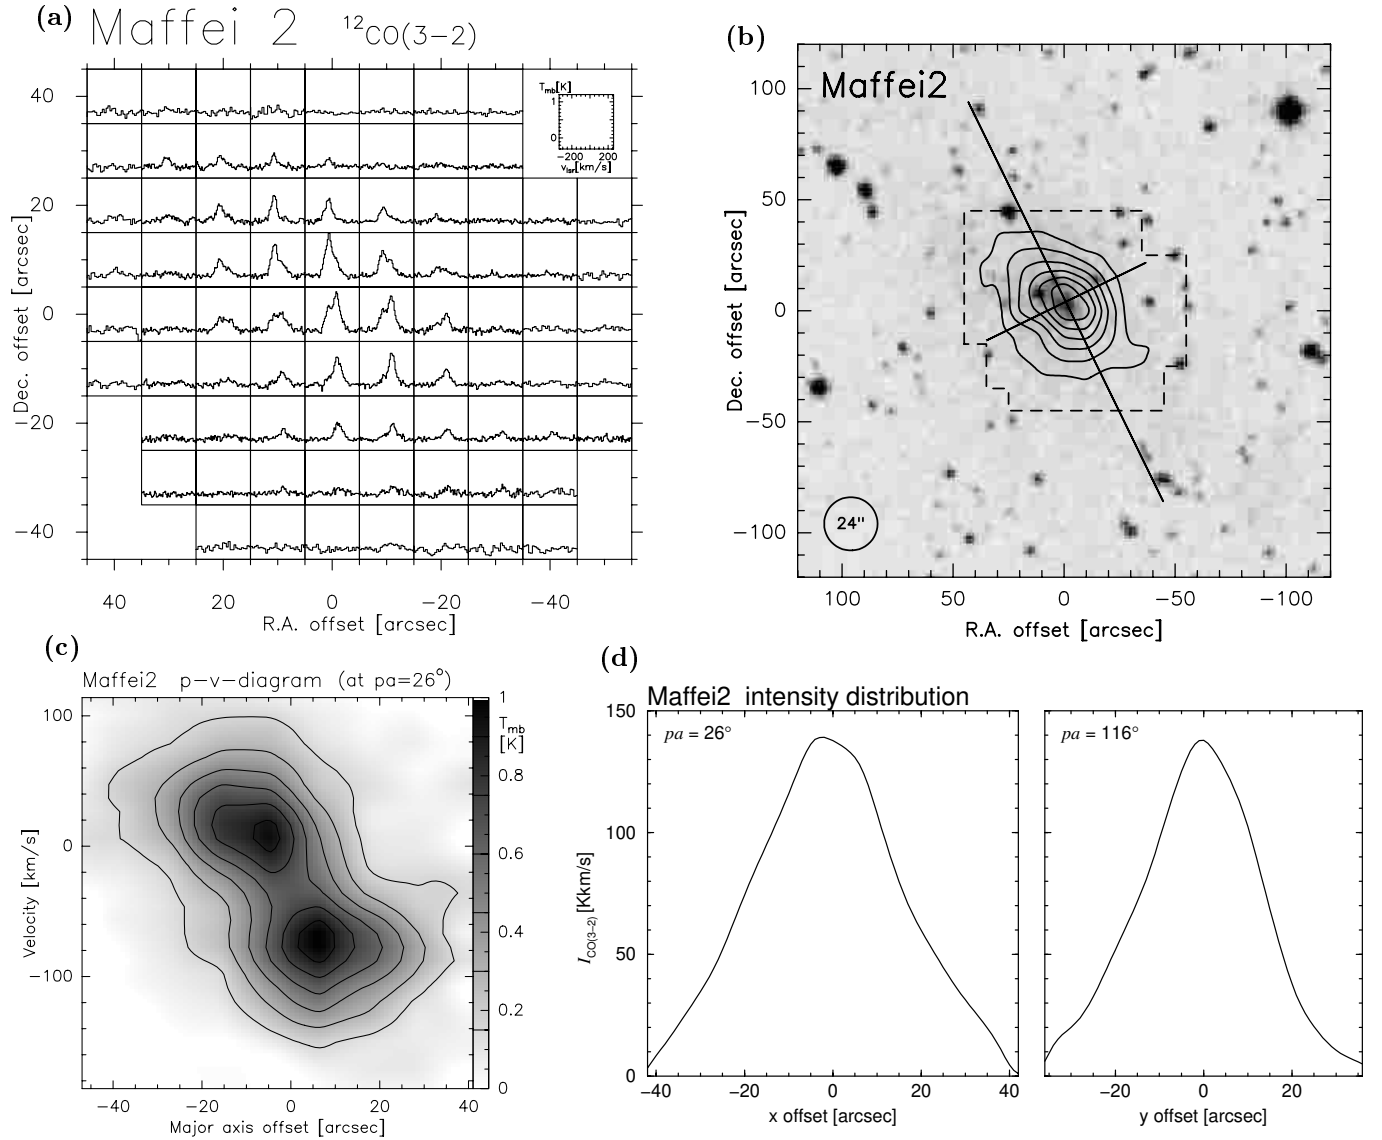 (a) Maffei 2 ¹²CO(3−2)
T_mb[K]
1
0
−200 200
v_lsr[km/s]
40
20
0
−20
−40
Dec. offset [arcsec]
40 20 0 −20 −40
R.A. offset [arcsec]
(b)
Maffei2
100
50
0
−50
−100
Dec. offset [arcsec]
24"
100 50 0 −50 −100
R.A. offset [arcsec]
(c)
Maffei2 p−v−diagram (at pa=26°)
100
0
−100
Velocity [km/s]
−40 −20 0 20 40
Major axis offset [arcsec]
1
T_mb
[K]
0.8
0.6
0.4
0.2
0
(d)
Maffei2 intensity distribution
pa = 26°
150
100
50
0
I_CO(3−2) [Kkm/s]
−40 −20 0 20 40
x offset [arcsec]
pa = 116°
−20 0 20
y offset [arcsec]